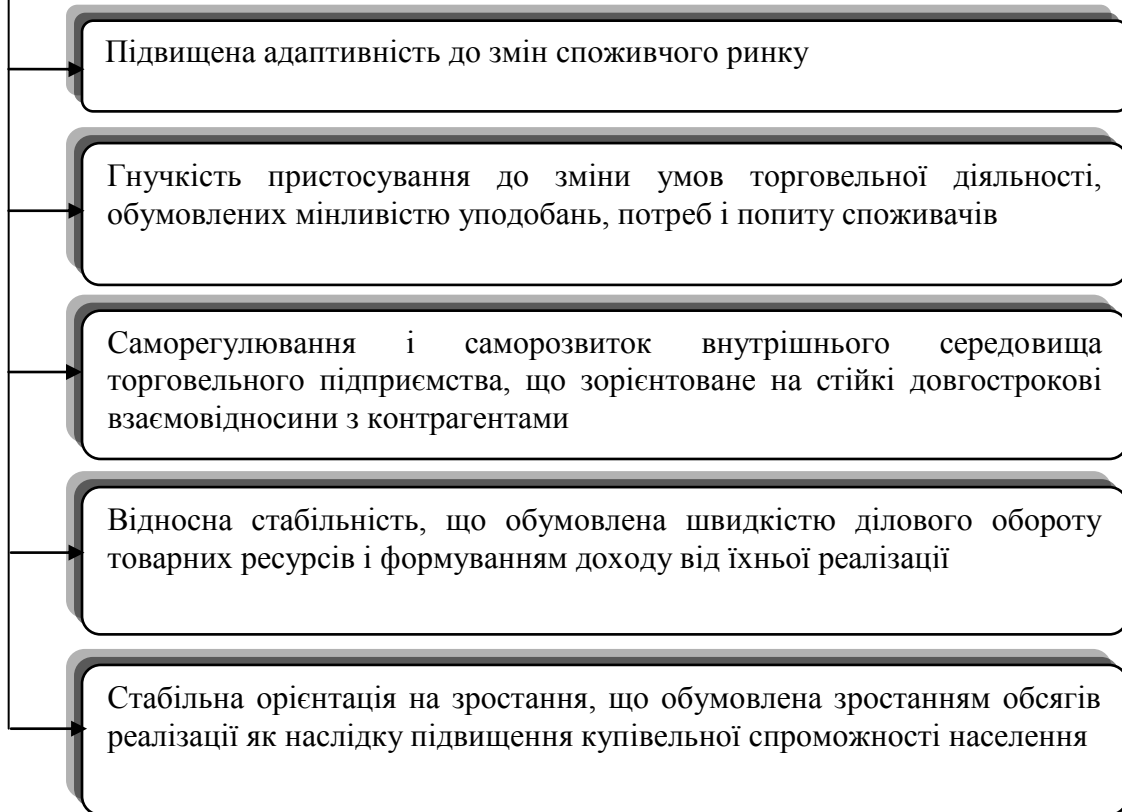 Підвищена адаптивність до змін споживчого ринку
Гнучкість пристосування до зміни умов торговельної діяльності,
обумовлених мінливістю уподобань, потреб і попиту споживачів
Саморегулювання і саморозвиток внутрішнього середовища
торговельного підприємства, що зорієнтоване на стійкі довгострокові
взаємовідносини з контрагентами
Відносна стабільність, що обумовлена швидкістю ділового обороту
товарних ресурсів і формуванням доходу від їхньої реалізації
Стабільна орієнтація на зростання, що обумовлена зростанням обсягів
реалізації як наслідку підвищення купівельної спроможності населення